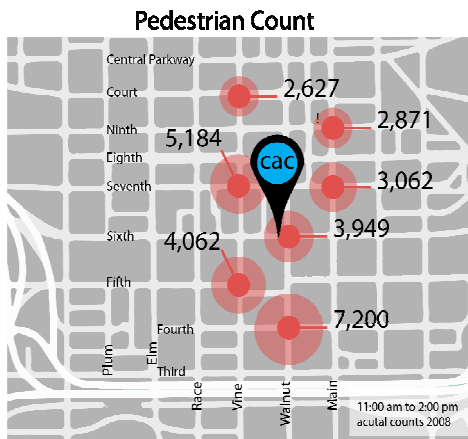 Pedestrian Count
Central Parkway
Court
2,627
Ninth
!
2,871
5,184
Eighth
cac
Seventh
3,062
Sixth
3,949
4,062
Fifth
Fourth
7,200
Third
Plum
Elm
Race
Vine
Walnut
Main
11:00 am to 2:00 pm
acutal counts 2008